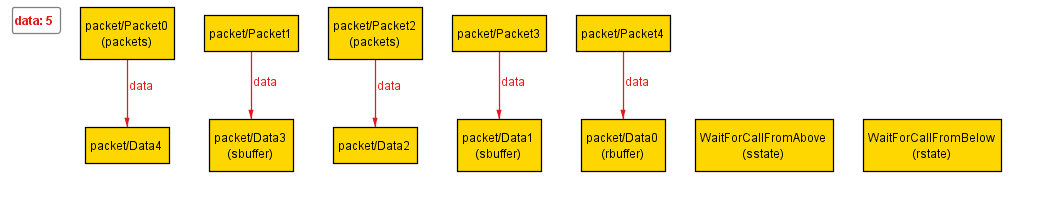 data: 5
packet/Packet0
(packets)
packet/Packet1
packet/Packet2
(packets)
packet/Packet3
packet/Packet4
data
data
data
data
data
packet/Data4
packet/Data3
(sbuffer)
packet/Data2
packet/Data1
(sbuffer)
packet/Data0
(rbuffer)
WaitForCallFromAbove
(sstate)
WaitForCallFromBelow
(rstate)